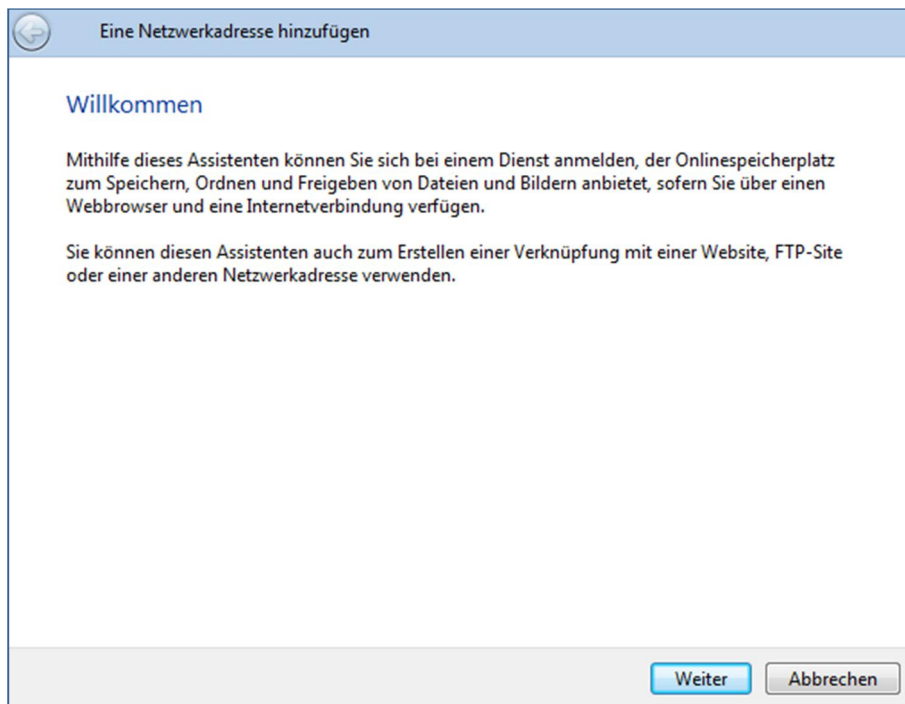 Eine Netzwerkadresse hinzufügen
Willkommen
Mithilfe dieses Assistenten können Sie sich bei einem Dienst anmelden, der Onlinespeicherplatz
zum Speichern, Ordnen und Freigeben von Dateien und Bildern anbietet, sofern Sie über einen
Webbrowser und eine Internetverbindung verfügen.
Sie können diesen Assistenten auch zum Erstellen einer Verknüpfung mit einer Website, FTP-Site
oder einer anderen Netzwerkadresse verwenden.
Weiter Abbrechen